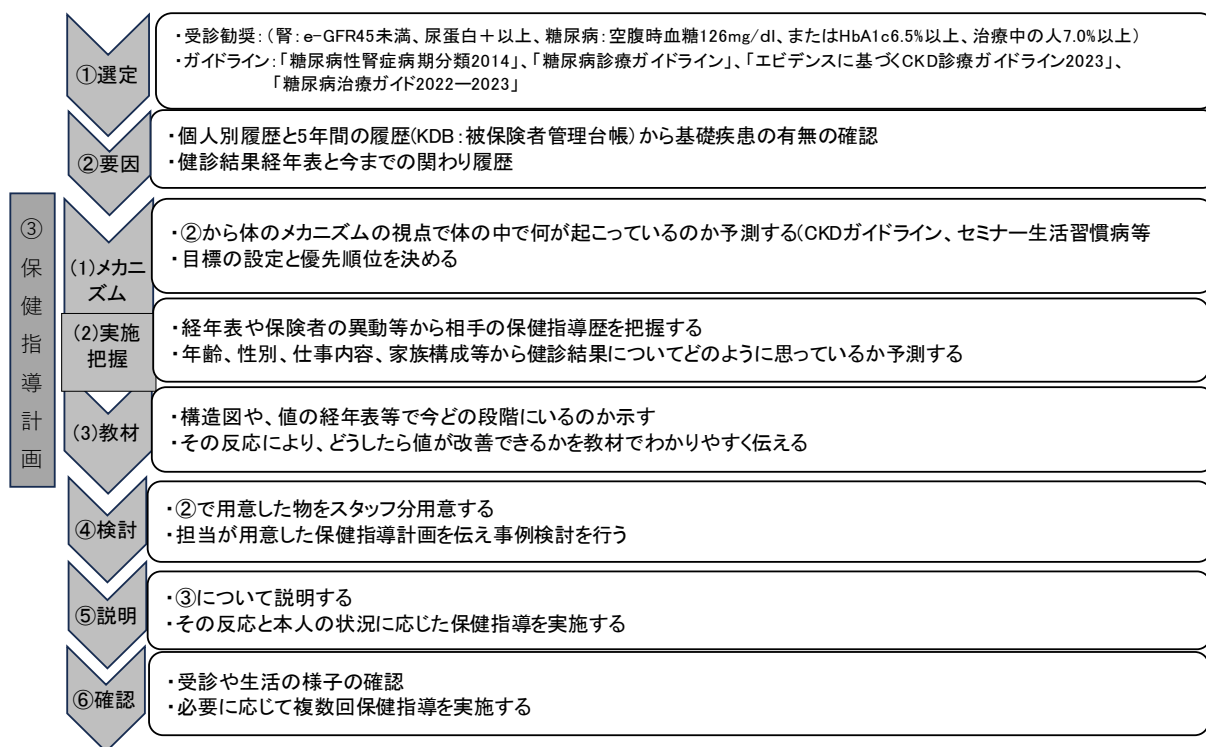 ①選定
・受診勧奨：（腎：e-GFR45未満、尿蛋白＋以上、糖尿病：空腹時血糖126mg/dl、またはHbA1c6.5%以上、治療中の人7.0%以上）
・ガイドライン：「糖尿病性腎症病期分類2014」、「糖尿病診療ガイドライン」、「エビデンスに基づくCKD診療ガイドライン2023」、
「糖尿病治療ガイド2022ー2023」
②要因
・個人別履歴と5年間の履歴(KDB：被保険者管理台帳)から基礎疾患の有無の確認
・健診結果経年表と今までの関わり履歴
③保健指導計画
(1)メカニ
ズム
・②から体のメカニズムの視点で体の中で何が起こっているのか予測する(CKDガイドライン、セミナー生活習慣病等
・目標の設定と優先順位を決める
(2)実施
把握
・経年表や保険者の異動等から相手の保健指導歴を把握する
・年齢、性別、仕事内容、家族構成等から健診結果についてどのように思っているか予測する
(3)教材
・構造図や、値の経年表等で今どの段階にいるのか示す
・その反応により、どうしたら値が改善できるかを教材でわかりやすく伝える
④検討
・②で用意した物をスタッフ分用意する
・担当が用意した保健指導計画を伝え事例検討を行う
⑤説明
・③について説明する
・その反応と本人の状況に応じた保健指導を実施する
⑥確認
・受診や生活の様子の確認
・必要に応じて複数回保健指導を実施する